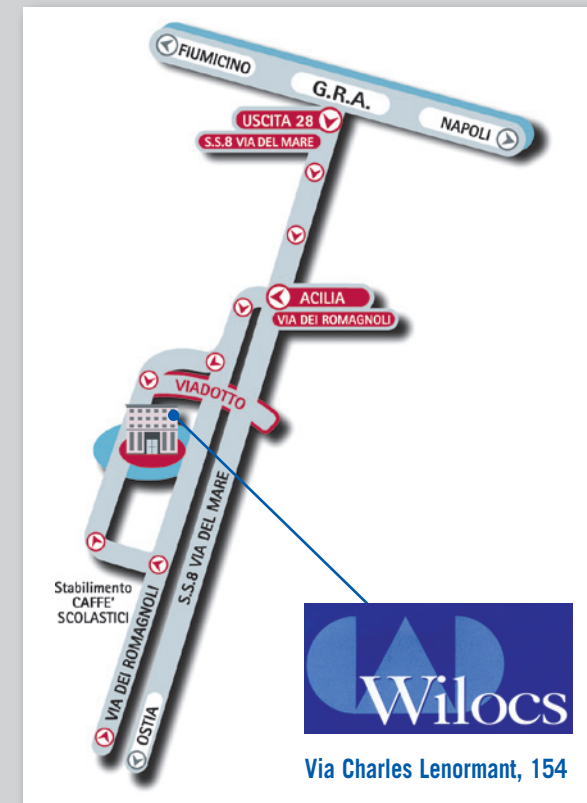 FIUMICINO
G.R.A.
NAPOLI
USCITA 28
S.S.8 VIA DEL MARE
ACILIA
VIA DEI ROMAGNOLI
VIADOTTO
S.S.8 VIA DEL MARE
Stabilimento
CAFFE'
SCOLASTICI
VIA DEI ROMAGNOLI
OSTIA
CAD
Wilocs
Via Charles Lenormant, 154